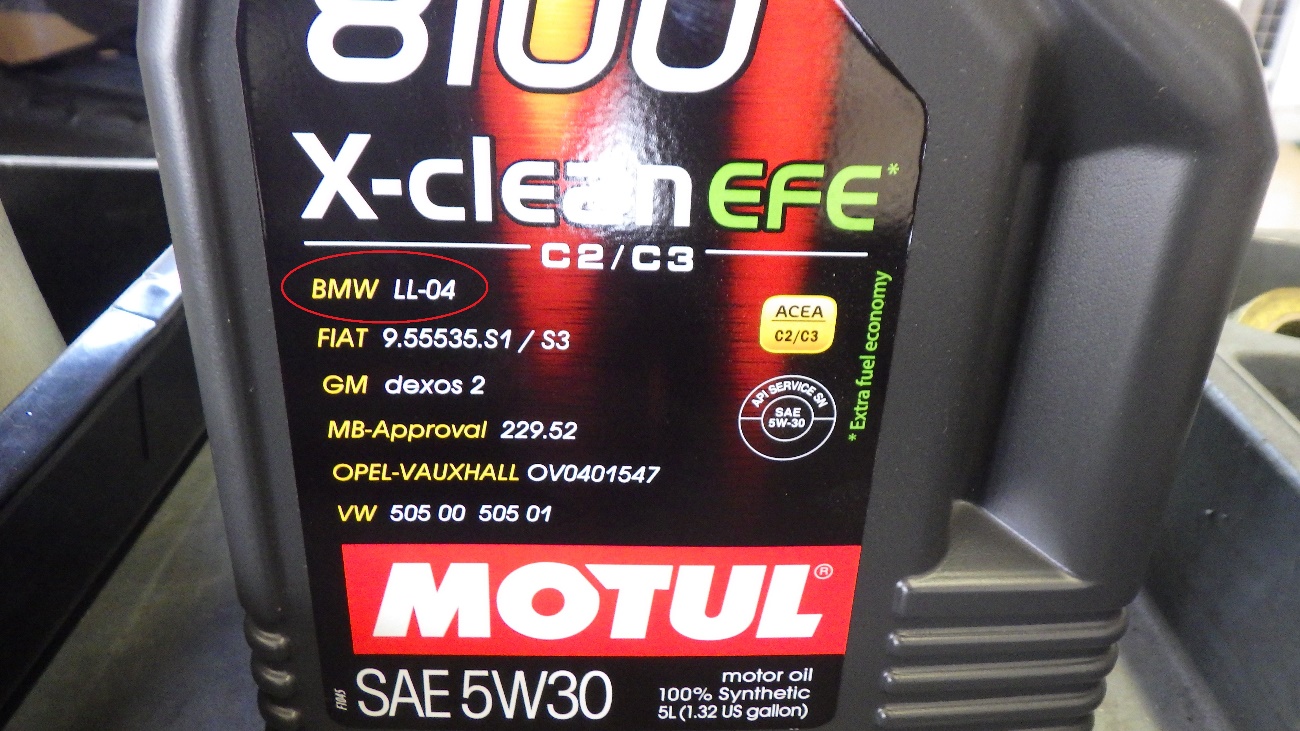 8100
X-clean EFE*
C2/C3
BMW LL-04
FIAT 9.55535.S1 / S3
GM dexos 2
MB-Approval 229.52
OPEL-VAUXHALL OV0401547
VW 505 00 505 01
ACEA
C2/C3
API SERVICE SN
SAE
5W-30
* Extra fuel economy
MOTUL®
SAE 5W30
motor oil
100% Synthetic
5L (1.32 US gallon)